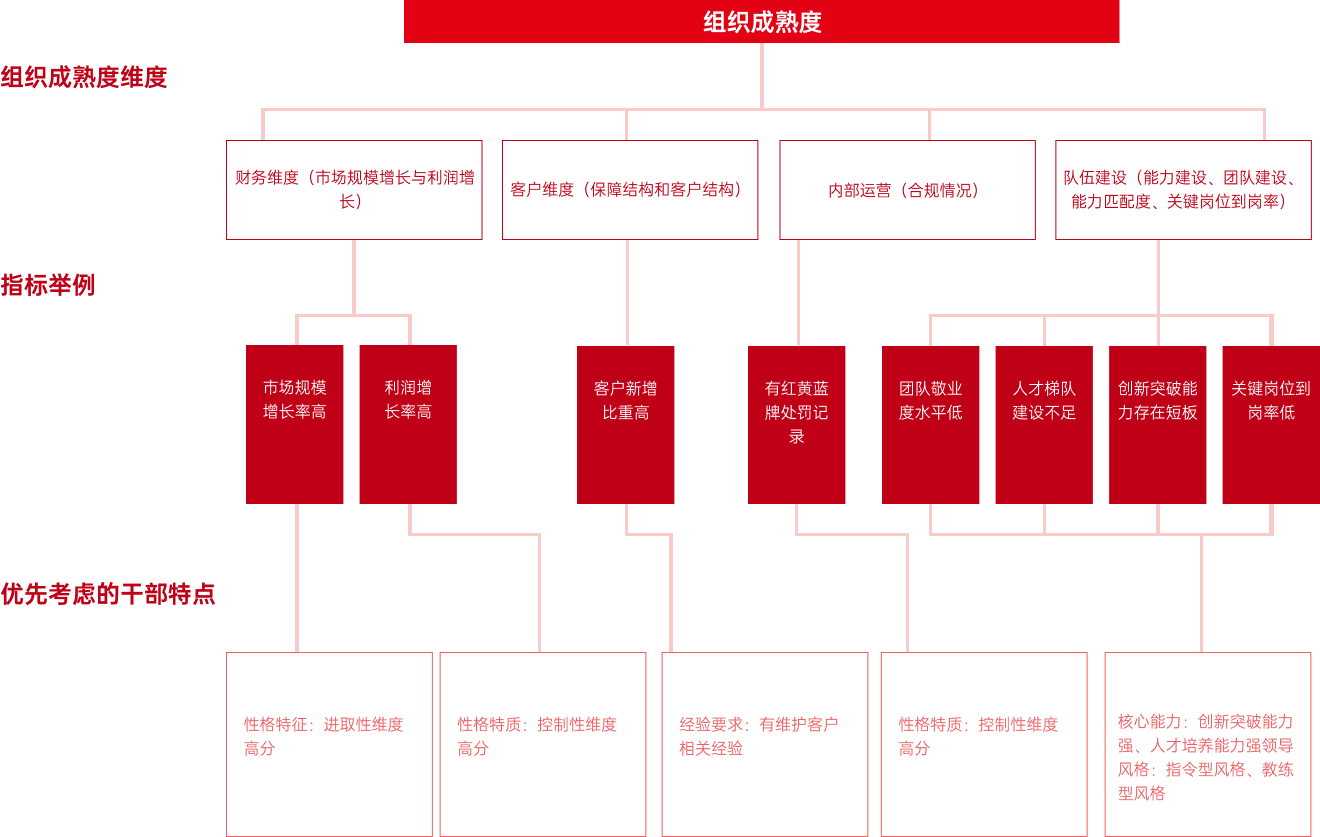 组织成熟度
组织成熟度维度
财务维度（市场规模增长与利润增
长）
客户维度（保障结构和客户结构）
内部运营（合规情况）
队伍建设（能力建设、团队建设、
能力匹配度、关键岗位到岗率）
指标举例
市场规模
增长率高
利润增
长率高
客户新增
比重高
有红黄蓝
牌处罚记
录
团队敬业
度水平低
人才梯队
建设不足
创新突破能
力存在短板
关键岗位到
岗率低
优先考虑的干部特点
性格特征：进取性维度
高分
性格特质：控制性维度
高分
经验要求：有维护客户
相关经验
性格特质：控制性维度
高分
核心能力：创新突破能力
强、人才培养能力强领导
风格：指令型风格、教练
型风格